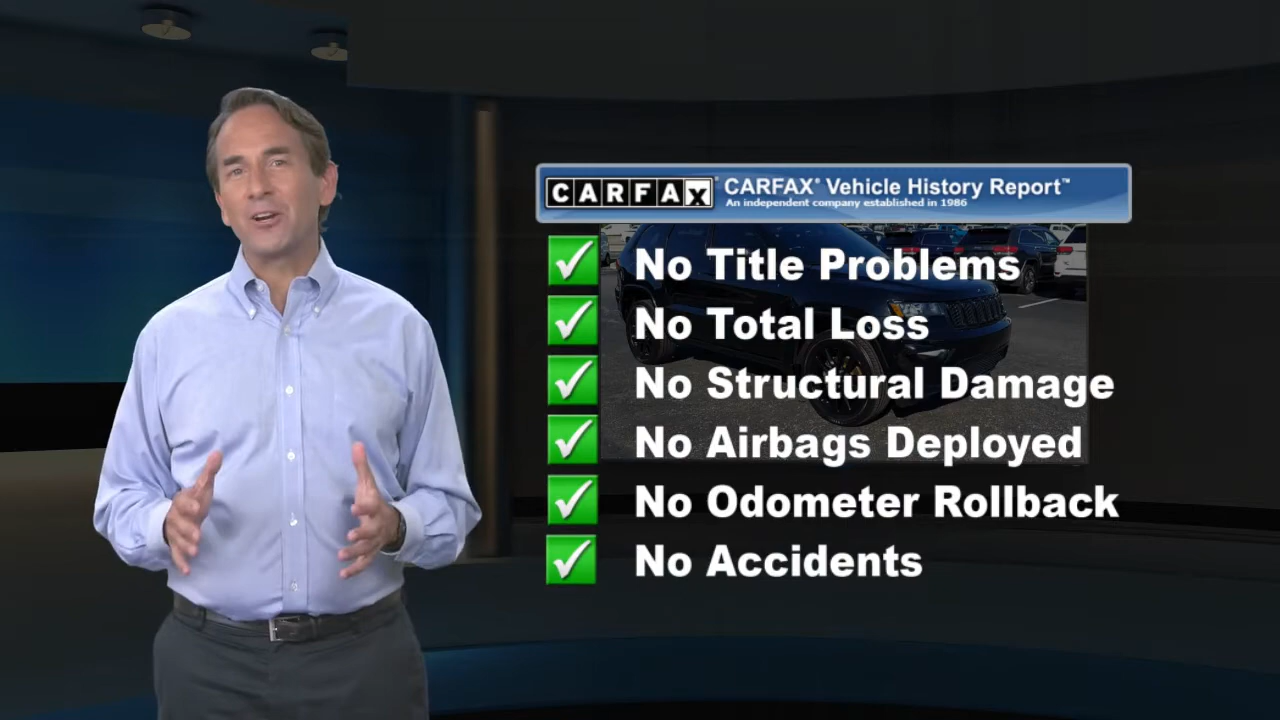 CARFAX® CARFAX® Vehicle History Report™
An independent company established in 1986
No Title Problems
No Total Loss
No Structural Damage
No Airbags Deployed
No Odometer Rollback
No Accidents